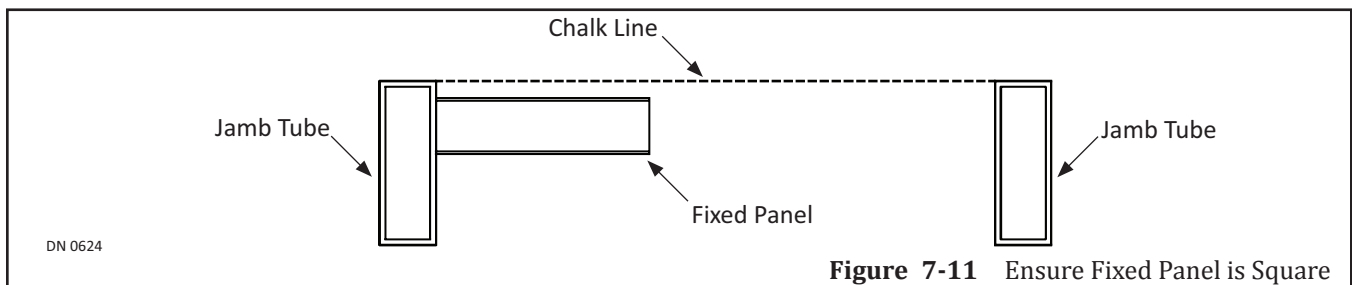 Chalk Line
Jamb Tube
Jamb Tube
Fixed Panel
DN 0624
Figure 7-11 Ensure Fixed Panel is Square